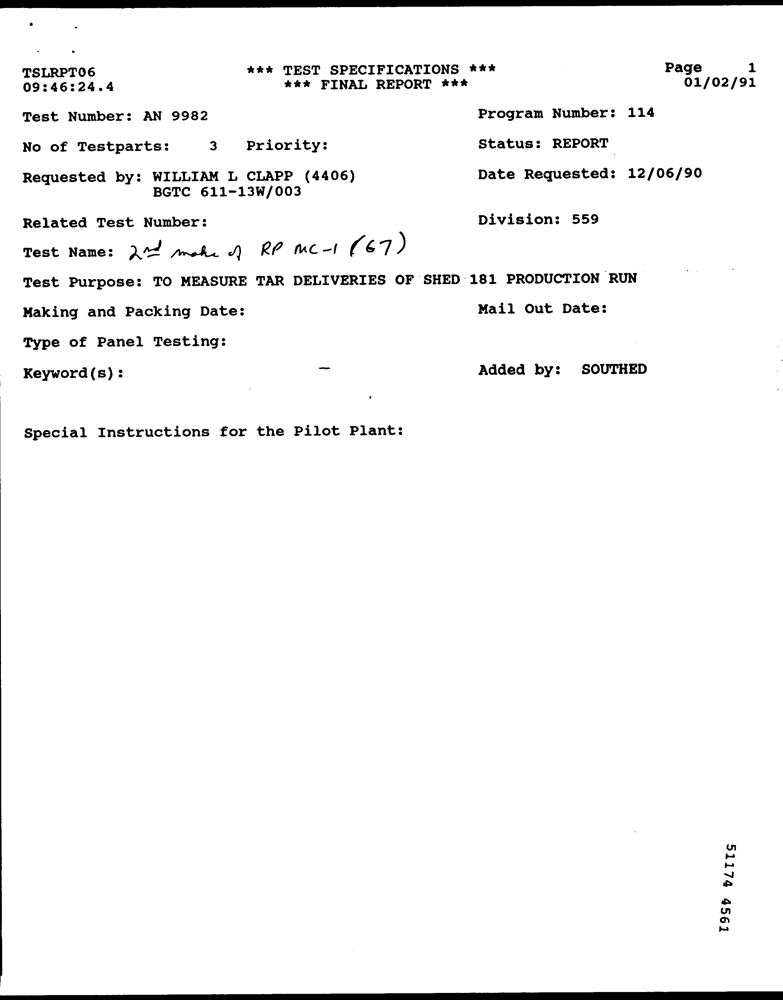 TSLRPT06 *** TEST SPECIFICATIONS *** Page 1
09:46:24.4 *** FINAL REPORT *** 01/02/91
Test Number: AN 9982 Program Number: 114
No of Testparts: 3 Priority: Status: REPORT
Requested by: WILLIAM L CLAPP (4406) Date Requested: 12/06/90
BGTC 611-13W/003
Related Test Number: Division: 559
Test Name: 2nd make of RP MC-1 (67)
Test Purpose: TO MEASURE TAR DELIVERIES OF SHED 181 PRODUCTION RUN
Making and Packing Date: Mail Out Date:
Type of Panel Testing:
Keyword(s): — Added by: SOUTHED
Special Instructions for the Pilot Plant:
51174 4561